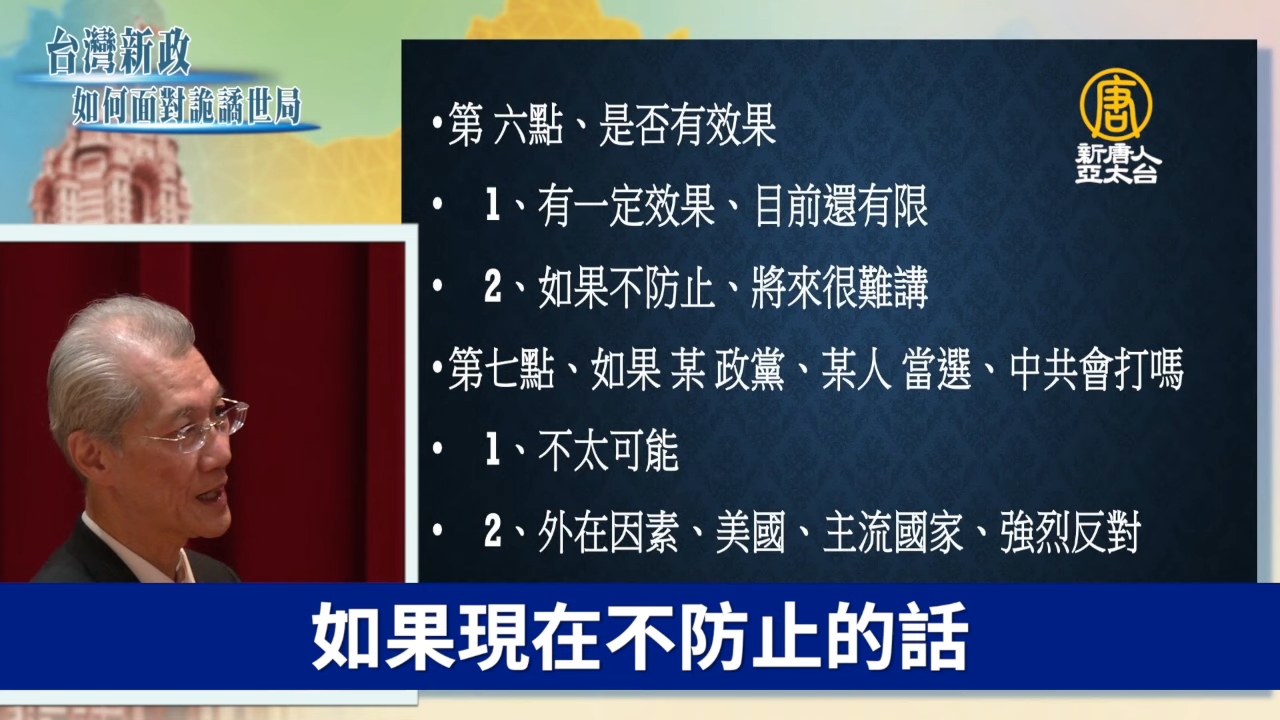 台灣新政
如何面對詭譎世局
•第 六點、是否有效果
• 1、有一定效果、目前還有限
• 2、如果不防止、將來很難講
•第七點、如果 某 政黨、某人 當選、中共會打嗎
• 1、不太可能
• 2、外在因素、美國、主流國家、強烈反對
唐
新唐人
亞太台
如果現在不防止的話